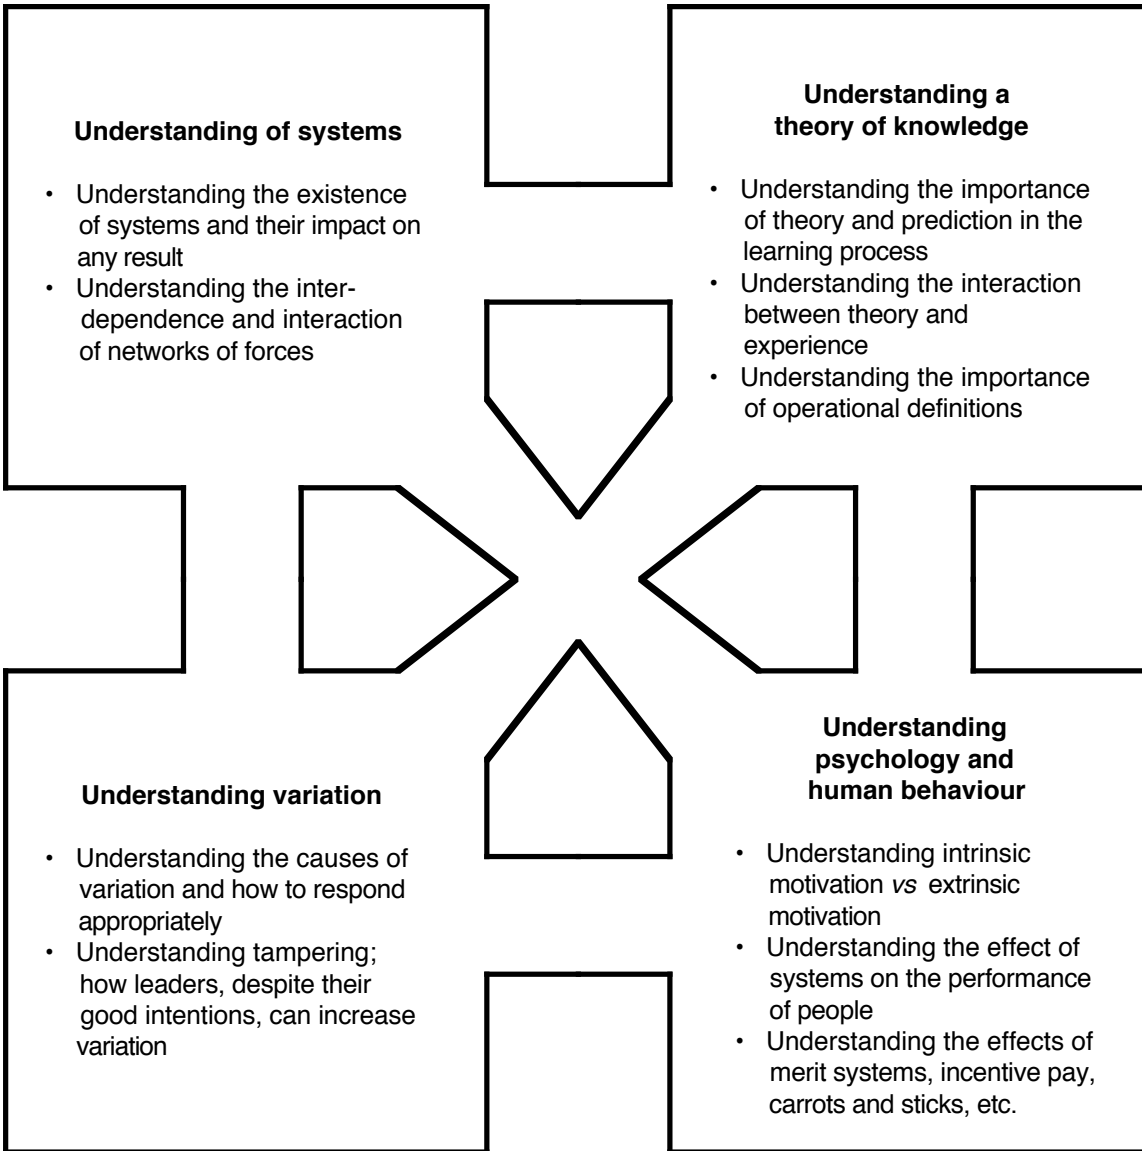 Understanding of systems
• Understanding the existence
of systems and their impact on
any result
• Understanding the inter-
dependence and interaction
of networks of forces
Understanding a
theory of knowledge
• Understanding the importance
of theory and prediction in the
learning process
• Understanding the interaction
between theory and
experience
• Understanding the importance
of operational definitions
Understanding variation
• Understanding the causes of
variation and how to respond
appropriately
• Understanding tampering;
how leaders, despite their
good intentions, can increase
variation
Understanding
psychology and
human behaviour
• Understanding intrinsic
motivation vs extrinsic
motivation
• Understanding the effect of
systems on the performance
of people
• Understanding the effects of
merit systems, incentive pay,
carrots and sticks, etc.